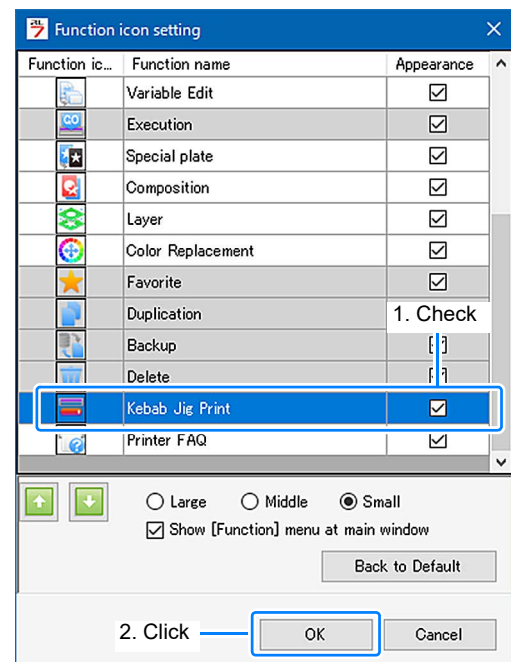 Function icon setting
Function ic... Function name Appearance
Variable Edit
GO Execution
Special plate
Composition
Layer
Color Replacement
Favorite
Duplication
1. Check
Backup
Delete
Kebab Jig Print
Printer FAQ
Large Middle Small
Show [Function] menu at main window
Back to Default
2. Click OK Cancel